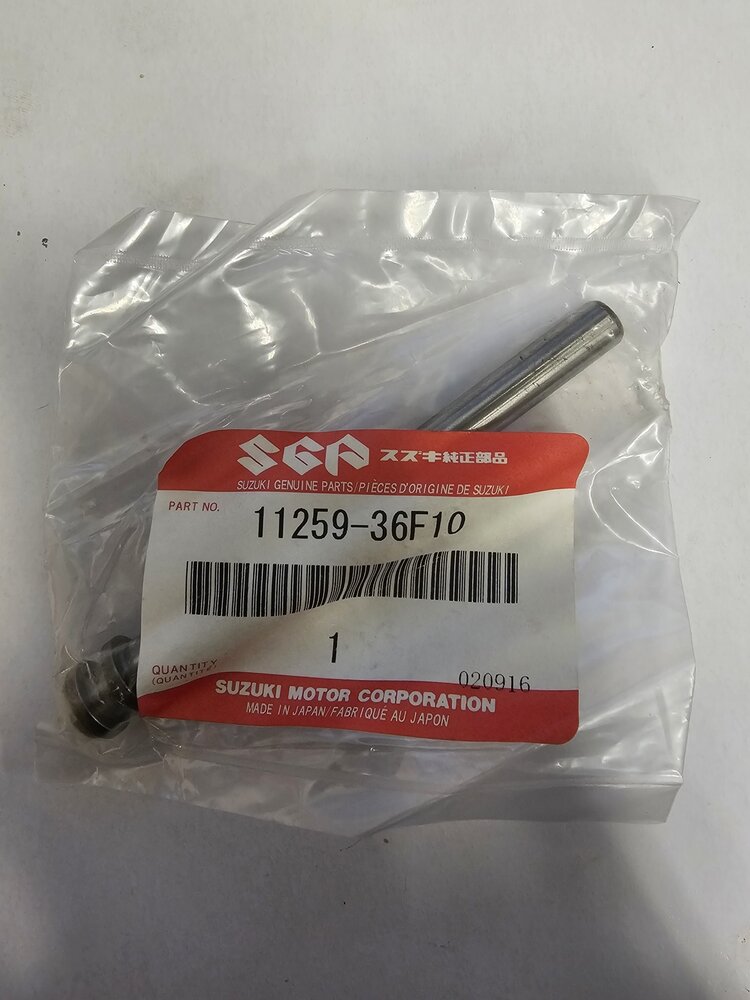 SGP スズキ純正部品
SUZUKI GENUINE PARTS/PIÈCES D'ORIGINE DE SUZUKI
PART NO. 11259-36F10
1
QUANTITY
(QUANTITÉ)
020916
SUZUKI MOTOR CORPORATION
MADE IN JAPAN/FABRIQUÉ AU JAPON